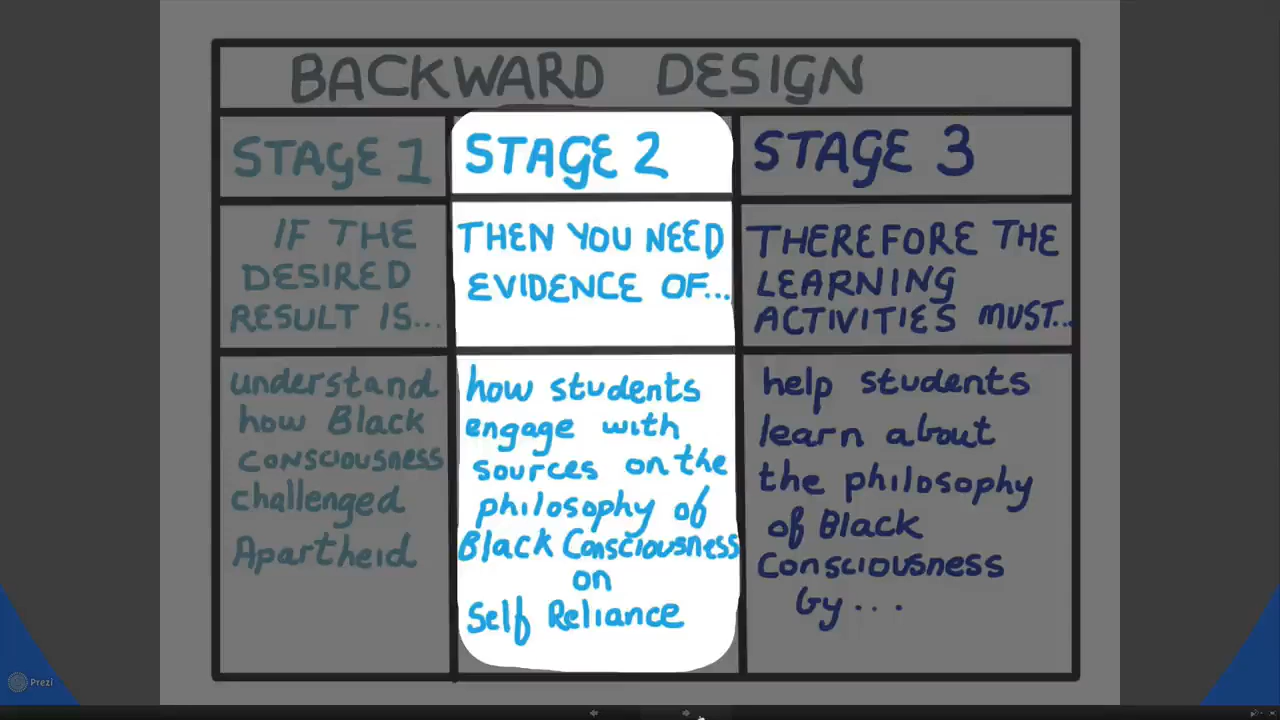 BACKWARD DESIGN
STAGE 1
STAGE 2
STAGE 3
IF THE
DESIRED
RESULT IS...
THEN YOU NEED
EVIDENCE OF...
THEREFORE THE
LEARNING
ACTIVITIES MUST...
understand
how Black
Consciousness
challenged
Apartheid
how students
engage with
sources on the
philosophy of
Black Consciousness
on
Self Reliance
help students
learn about
the philosophy
of Black
Consciousness
by...
Prezi